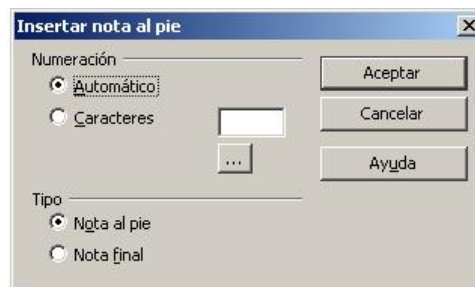 Insertar nota al pie
Numeración
Automático
Caracteres
...
Tipo
Nota al pie
Nota final
Aceptar
Cancelar
Ayuda